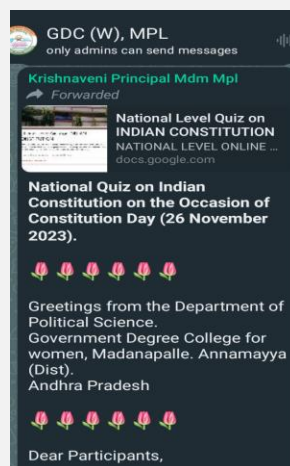 GDC (W), MPL
only admins can send messages
Krishnaveni Principal Mdm Mpl
Forwarded
National Level Quiz on
INDIAN CONSTITUTION
NATIONAL LEVEL ONLINE ...
docs.google.com
National Quiz on Indian
Constitution on the Occasion of
Constitution Day (26 November
2023).
🌷🌷🌷🌷🌷🌷
Greetings from the Department of
Political Science.
Government Degree College for
women, Madanapalle. Annamayya
(Dist).
Andhra Pradesh
🌷🌷🌷🌷🌷🌷
Dear Participants,